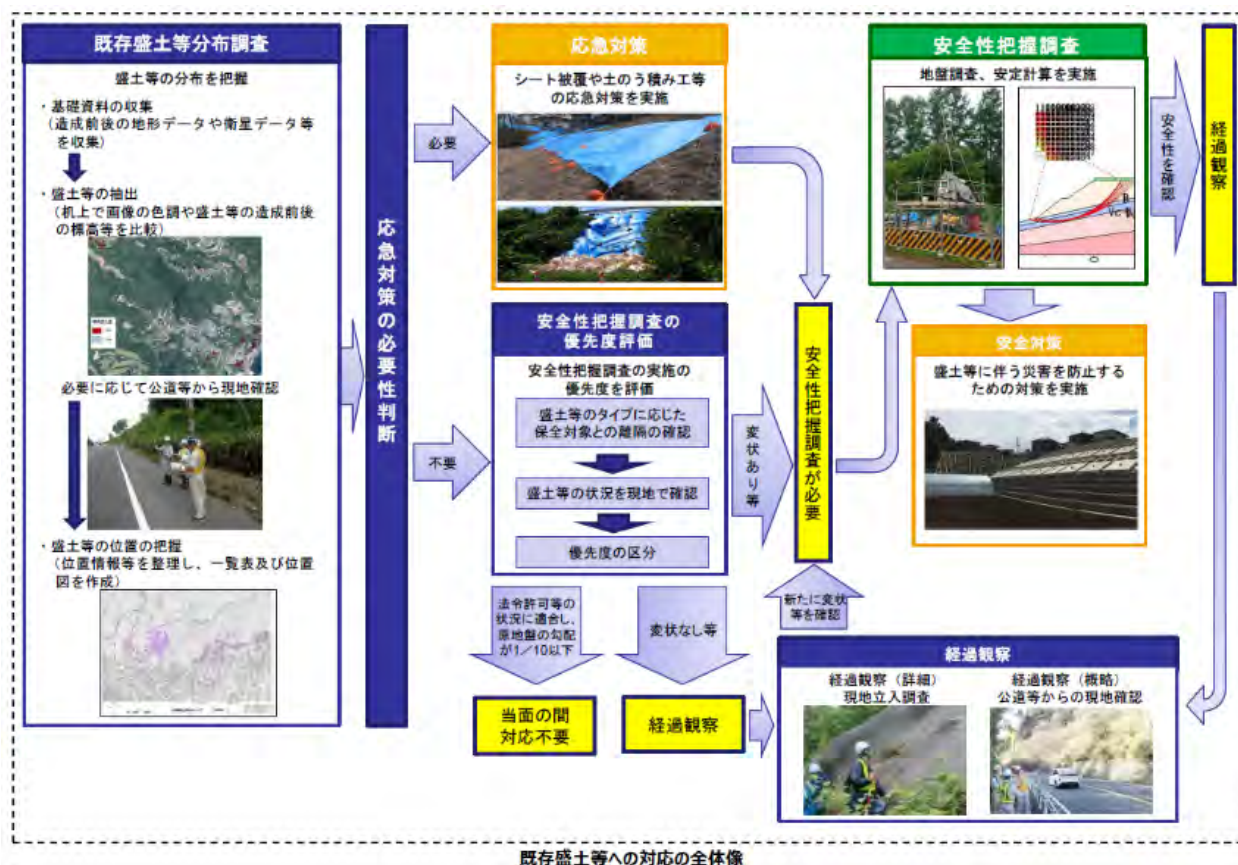 既存盛土等分布調査
盛土等の分布を把握
・基礎資料の収集
（造成前後の地形データや衛星データ等
を収集）
・盛土等の抽出
（机上で画像の色調や盛土等の造成前後
の標高等を比較）
必要に応じて公道等から現地確認
・盛土等の位置の把握
（位置情報等を整理し、一覧表及び位置
図を作成）
応急対策の必要性判断
必要
不要
応急対策
シート被覆や土のう積み工等
の応急対策を実施
安全性把握調査の
優先度評価
安全性把握調査の実施の
優先度を評価
盛土等のタイプに応じた
保全対象との離隔の確認
盛土等の状況を現地で確認
優先度の区分
変状あり等
法令許可等の
状況に適合し、
原地盤の勾配
が1／10以下
変状なし等
当面の間
対応不要
経過観察
安全性把握調査が必要
新たに変状
等を確認
安全性把握調査
地盤調査、安定計算を実施
安全性を確認
経過観察
安全対策
盛土等に伴う災害を防止する
ための対策を実施
経過観察
経過観察（詳細）
現地立入調査
経過観察（概略）
公道等からの現地確認
既存盛土等への対応の全体像